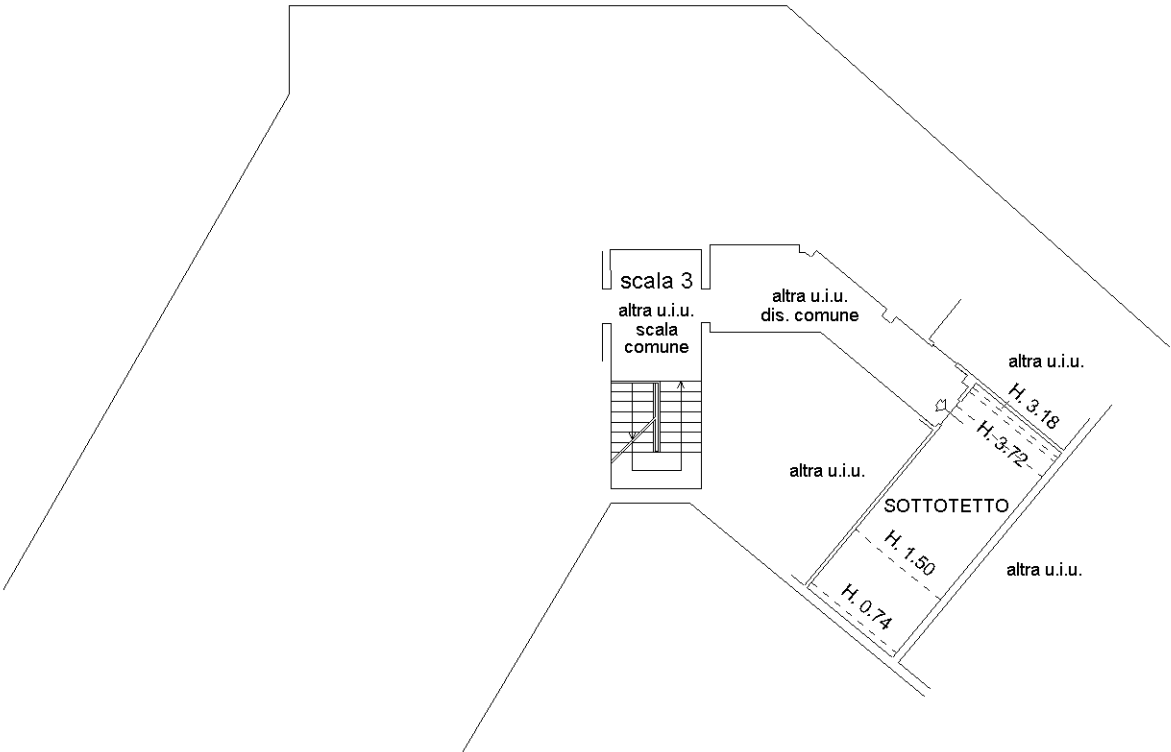 scala 3
altra u.i.u.
scala
comune
altra u.i.u.
dis. comune
altra u.i.u.
H. 3.18
H. 3.72
altra u.i.u.
SOTTOTETTO
H. 1.50
altra u.i.u.
H. 0.74